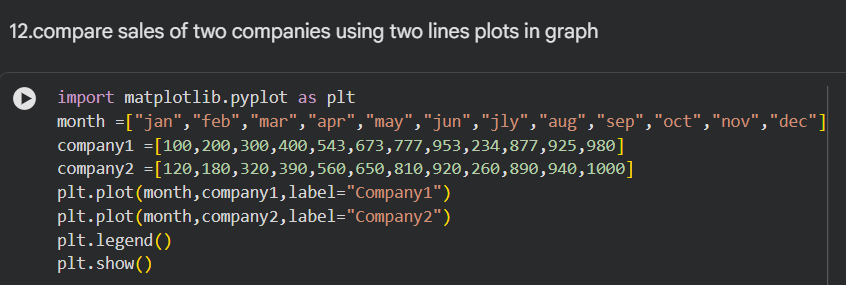 12.compare sales of two companies using two lines plots in graph
import matplotlib.pyplot as plt
month =["jan","feb","mar","apr","may","jun","jly","aug","sep","oct","nov","dec"]
company1 =[100,200,300,400,543,673,777,953,234,877,925,980]
company2 =[120,180,320,390,560,650,810,920,260,890,940,1000]
plt.plot(month,company1,label="Company1")
plt.plot(month,company2,label="Company2")
plt.legend()
plt.show()